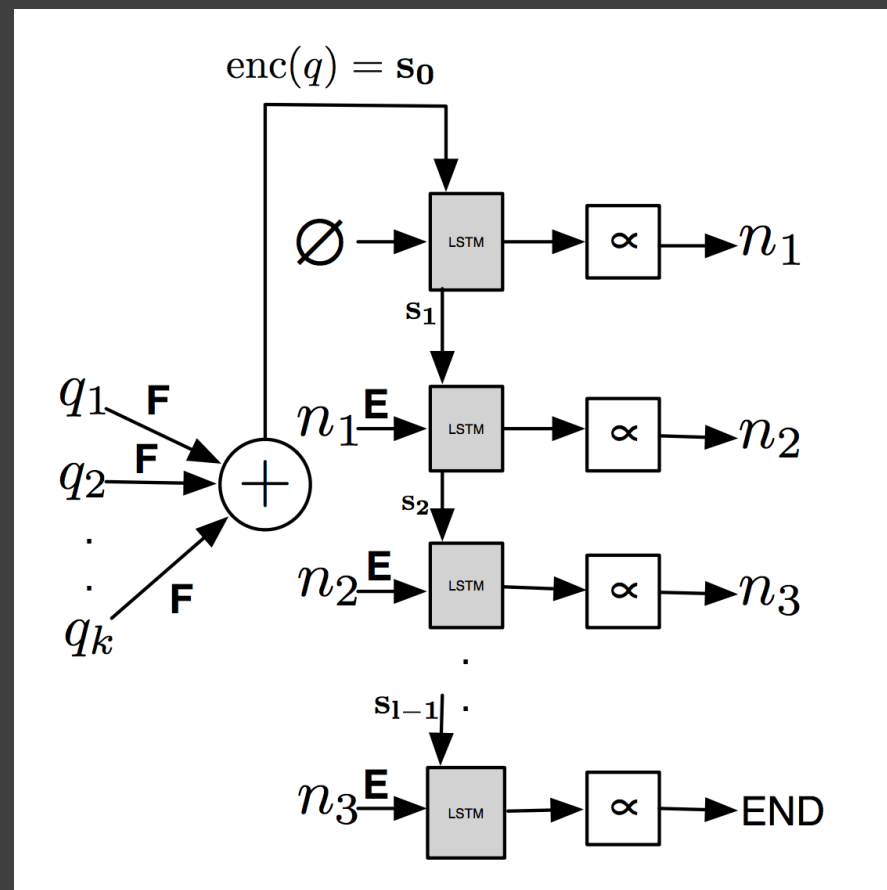 enc(q) = s₀
∅ LSTM ∝ n₁
s₁
q₁ F n₁ E LSTM ∝ n₂
q₂ F
s₂
. F n₂ E LSTM ∝ n₃
.
qₖ
.
sₗ₋₁ .
n₃ E LSTM ∝ END
+